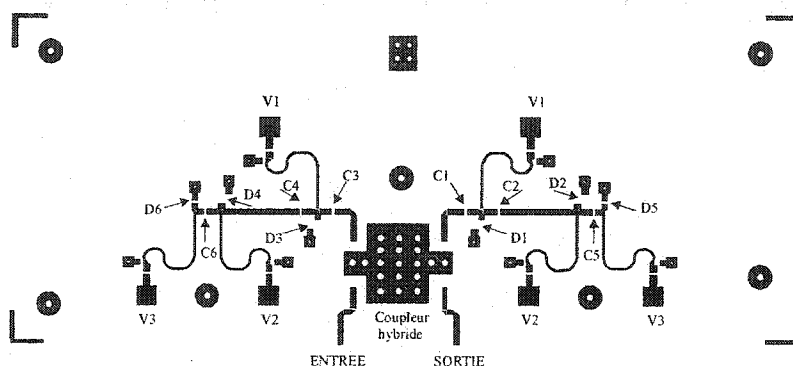 V1 V1
C4 C3 C1 C2 D2
D6 D4 D5
D3 D1
C6 C5
V3 V2 Coupleur V2 V3
hybride
ENTREE SORTIE